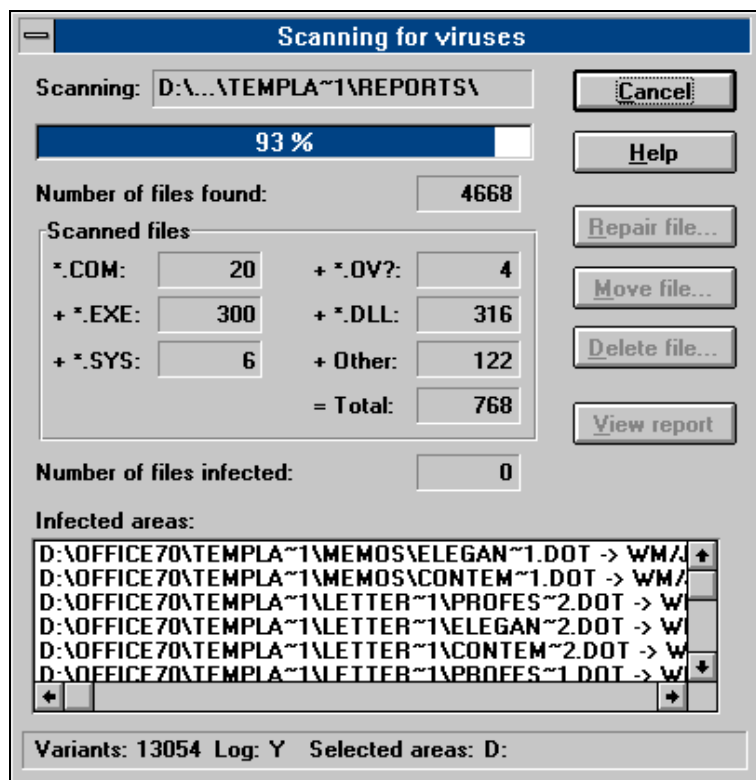 Scanning for viruses
Scanning: D:\...\TEMPLA~1\REPORTS\
Cancel
93 %
Help
Number of files found: 4668
Scanned files
Repair file...
*.COM: 20 + *.OV?: 4
+ *.EXE: 300 + *.DLL: 316
Move file...
+ *.SYS: 6 + Other: 122
Delete file...
= Total: 768
View report
Number of files infected: 0
Infected areas:
D:\OFFICE70\TEMPLA~1\MEMOS\ELEGAN~1.DOT -> WM/J
D:\OFFICE70\TEMPLA~1\MEMOS\CONTEM~1.DOT -> WM/
D:\OFFICE70\TEMPLA~1\LETTER~1\PROFES~2.DOT -> W
D:\OFFICE70\TEMPLA~1\LETTER~1\ELEGAN~2.DOT -> W
D:\OFFICE70\TEMPLA~1\LETTER~1\CONTEM~2.DOT -> W
D:\OFFICE70\TEMPLA~1\LETTER~1\PROFES~1.DOT -> W
Variants: 13054 Log: Y Selected areas: D: